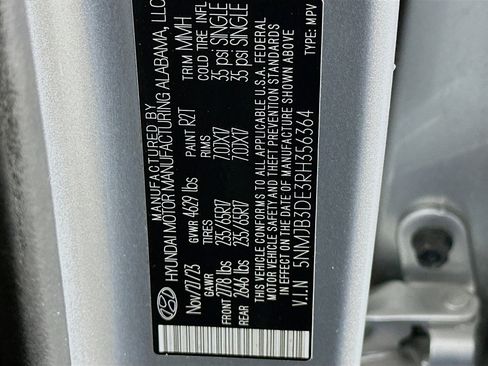 MANUFACTURED BY
HYUNDAI MOTOR MANUFACTURING ALABAMA, LLC
Nov/27/23 GVWR 4629 lbs PAINT R2T TRIM MMH
GAWR RIMS COLD TIRE INFL
FRONT 2778 lbs 235/65R17 7.0JX17 35 psi SINGLE
REAR 2646 lbs 235/65R17 7.0JX17 35 psi SINGLE
THIS VEHICLE CONFORMS TO ALL APPLICABLE U.S.A. FEDERAL
MOTOR VEHICLE SAFETY AND THEFT PREVENTION STANDARDS
IN EFFECT ON THE DATE OF MANUFACTURE SHOWN ABOVE
V.I.N 5NMJB3DE3RH356364 TYPE: MPV